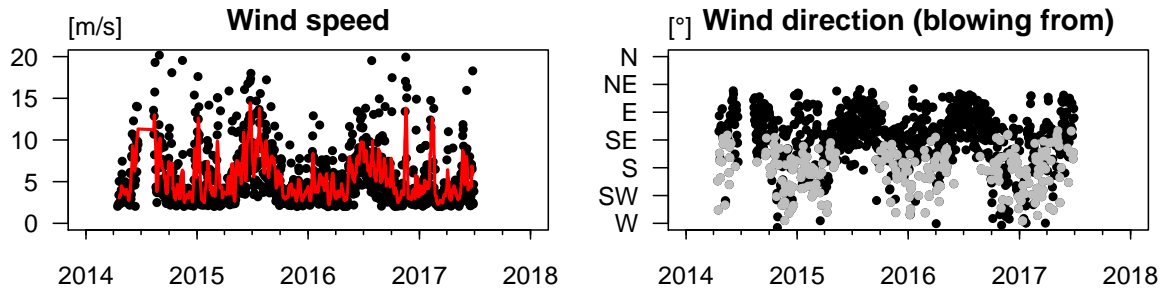 Wind speed
[m/s]
20
15
10
5
0
2014 2015 2016 2017 2018
Wind direction (blowing from)
[°]
N
NE
E
SE
S
SW
W
2014 2015 2016 2017 2018